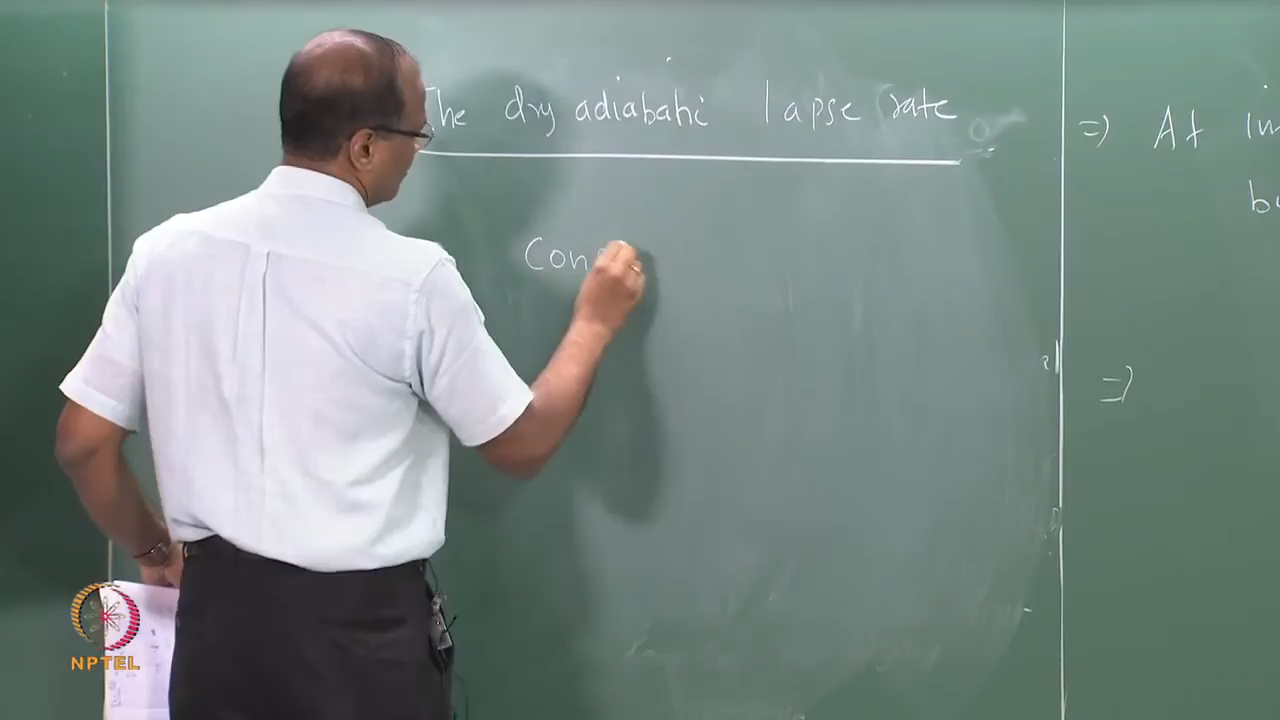 The dry adiabatic lapse rate
Con
⇒ At in
⇒
NPTEL